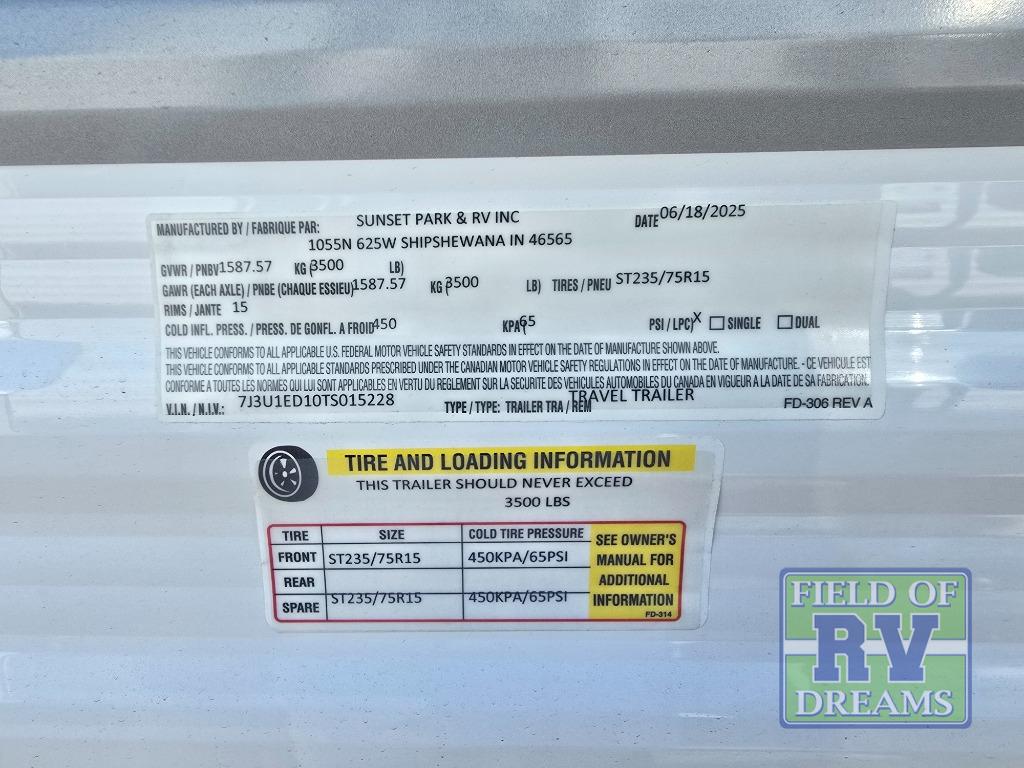 MANUFACTURED BY / FABRIQUE PAR: SUNSET PARK & RV INC DATE 06/18/2025
1055N 625W SHIPSHEWANA IN 46565
GVWR / PNBV 1587.57 KG (3500 LB)
GAWR (EACH AXLE) / PNBE (CHAQUE ESSIEU) 1587.57 KG (3500 LB) TIRES / PNEU ST235/75R15
RIMS / JANTE 15
COLD INFL. PRESS. / PRESS. DE GONFL. A FROID 450 KPA (65 PSI / LPC) X SINGLE DUAL
THIS VEHICLE CONFORMS TO ALL APPLICABLE U.S. FEDERAL MOTOR VEHICLE SAFETY STANDARDS IN EFFECT ON THE DATE OF MANUFACTURE SHOWN ABOVE.
THIS VEHICLE CONFORMS TO ALL APPLICABLE STANDARDS PRESCRIBED UNDER THE CANADIAN MOTOR VEHICLE SAFETY REGULATIONS IN EFFECT ON THE DATE OF MANUFACTURE. - CE VEHICULE EST
CONFORME A TOUTES LES NORMES QUI LUI SONT APPLICABLES EN VERTU DU REGLEMENT SUR LA SECURITE DES VEHICULES AUTOMOBILES DU CANADA EN VIGUEUR A LA DATE DE SA FABRICATION.
V.I.N. / N.I.V.: 7J3U1ED10TS015228 TYPE / TYPE: TRAILER TRA / REM TRAVEL TRAILER FD-306 REV A
TIRE AND LOADING INFORMATION
THIS TRAILER SHOULD NEVER EXCEED
3500 LBS
TIRE SIZE COLD TIRE PRESSURE
FRONT ST235/75R15 450KPA/65PSI
REAR
SPARE ST235/75R15 450KPA/65PSI
SEE OWNER'S
MANUAL FOR
ADDITIONAL
INFORMATION
FD-314
FIELD OF
RV
DREAMS